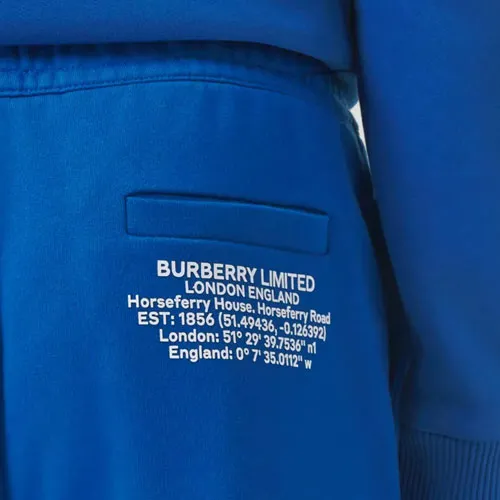 BURBERRY LIMITED
LONDON ENGLAND
Horseferry House. Horseferry Road
EST: 1856 (51.49436, -0.126392)
London: 51° 29' 39.7536" n1
England: 0° 7' 35.0112" w